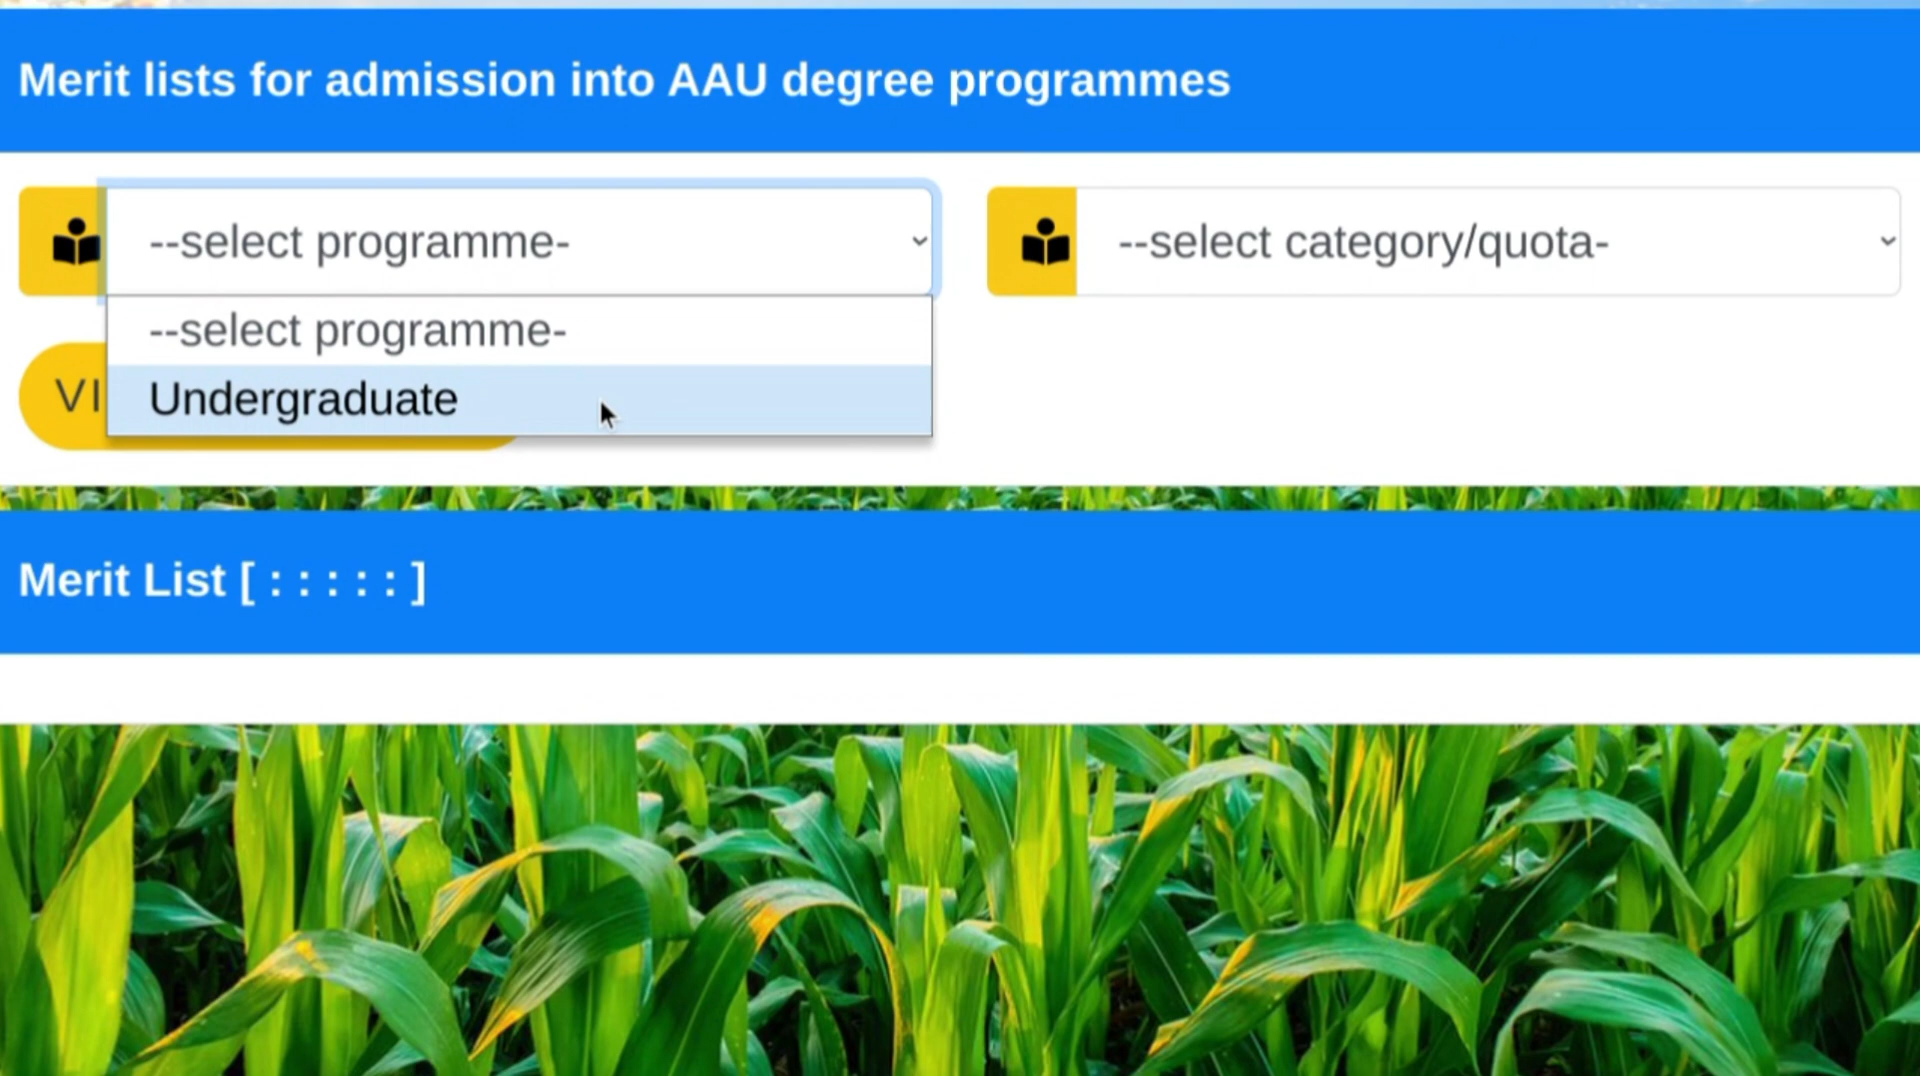 Merit lists for admission into AAU degree programmes
--select programme-
--select category/quota-
--select programme-
Undergraduate
VI
Merit List [ : : : : : ]